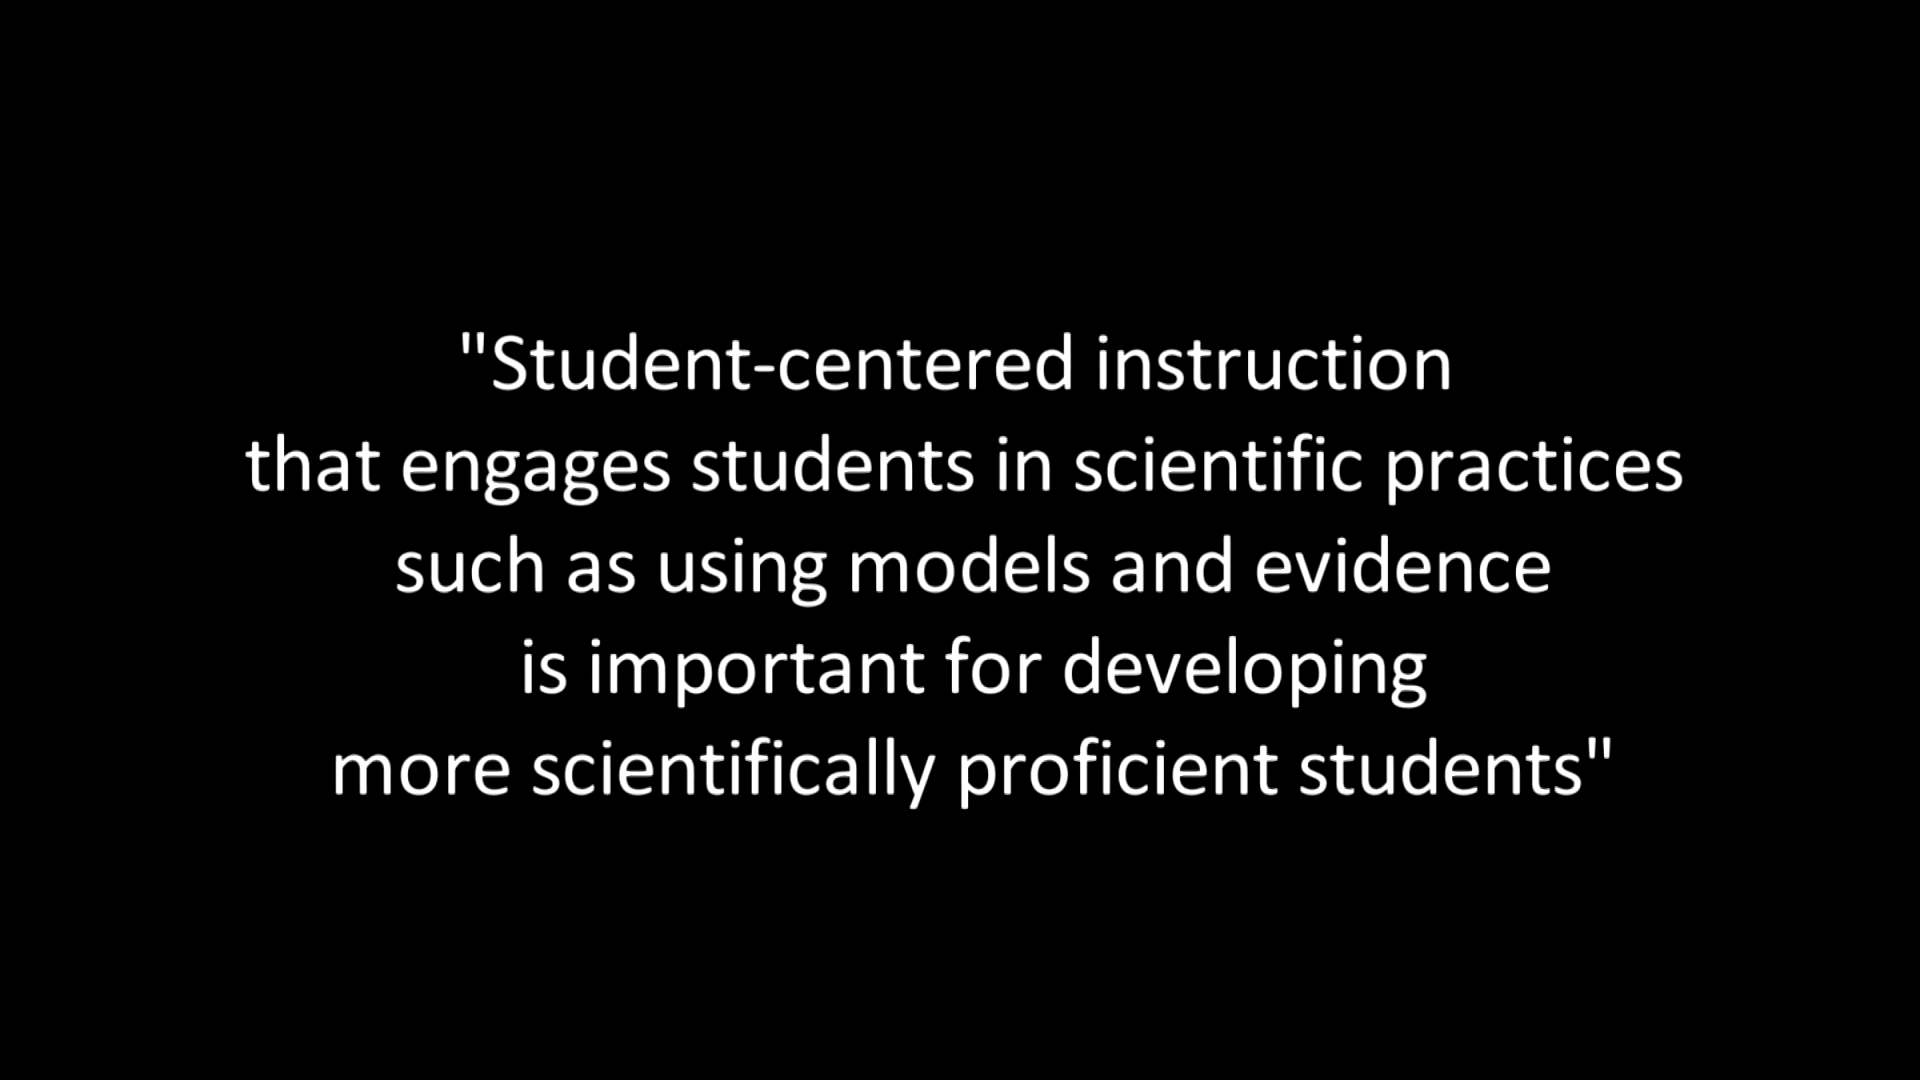 "Student-centered instruction
that engages students in scientific practices
such as using models and evidence
is important for developing
more scientifically proficient students"